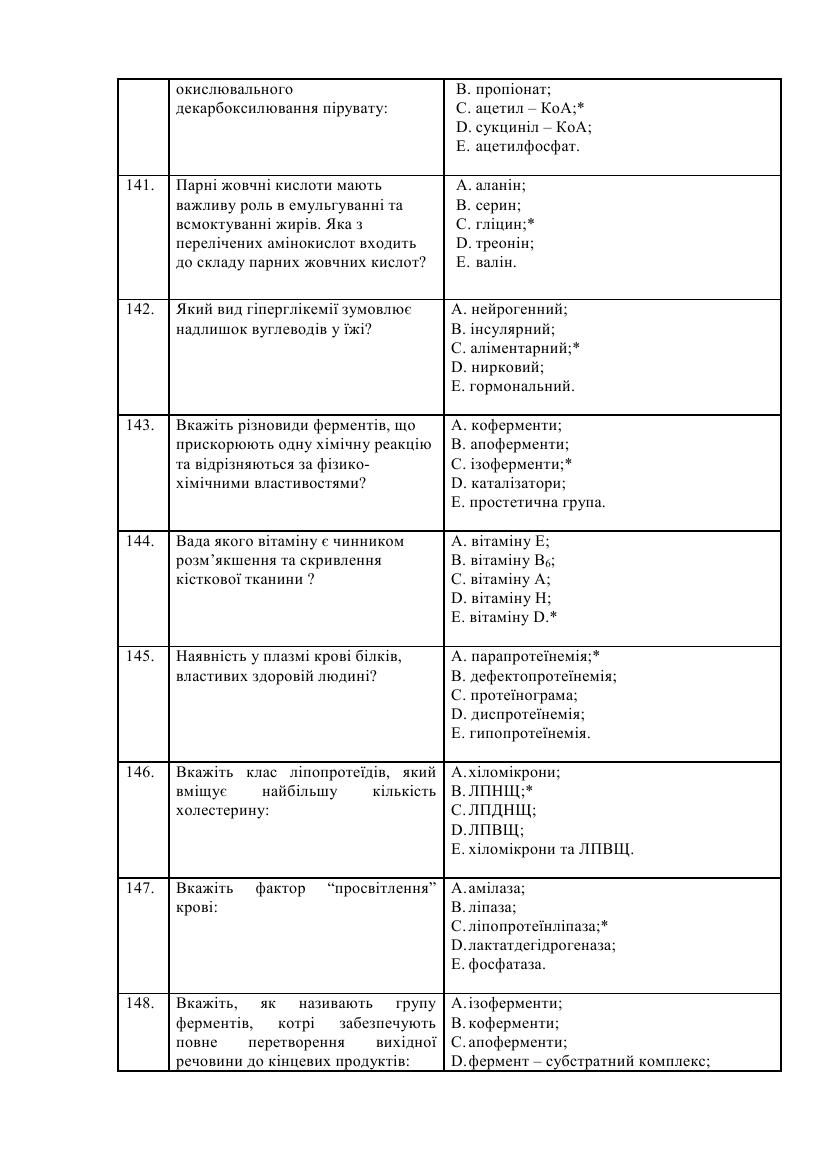 окислювального
декарбоксилювання пірувату:
B. пропіонат;
C. ацетил – КоА;*
D. сукциніл – КоА;
E. ацетилфосфат.
141.
Парні жовчні кислоти мають
важливу роль в емульгуванні та
всмоктуванні жирів. Яка з
перелічених амінокислот входить
до складу парних жовчних кислот?
A. аланін;
B. серин;
C. гліцин;*
D. треонін;
E. валін.
142.
Який вид гіперглікемії зумовлює
надлишок вуглеводів у їжі?
A. нейрогенний;
B. інсулярний;
C. аліментарний;*
D. нирковий;
E. гормональний.
143.
Вкажіть різновиди ферментів, що
прискорюють одну хімічну реакцію
та відрізняються за фізико-
хімічними властивостями?
A. коферменти;
B. апоферменти;
C. ізоферменти;*
D. каталізатори;
E. простетична група.
144.
Вада якого вітаміну є чинником
розм’якшення та скривлення
кісткової тканини ?
A. вітаміну Е;
B. вітаміну В₆;
C. вітаміну А;
D. вітаміну Н;
E. вітаміну D.*
145.
Наявність у плазмі крові білків,
властивих здоровій людині?
A. парапротеїнемія;*
B. дефектопротеїнемія;
C. протеїнограма;
D. диспротеїнемія;
E. гипопротеїнемія.
146.
Вкажіть клас ліпопротеїдів, який
вміщує найбільшу кількість
холестерину:
A. хіломікрони;
B. ЛПНЩ;*
C. ЛПДНЩ;
D. ЛПВЩ;
E. хіломікрони та ЛПВЩ.
147.
Вкажіть фактор “просвітлення”
крові:
A. амілаза;
B. ліпаза;
C. ліпопротеїнліпаза;*
D. лактатдегідрогеназа;
E. фосфатаза.
148.
Вкажіть, як називають групу
ферментів, котрі забезпечують
повне перетворення вихідної
речовини до кінцевих продуктів:
A. ізоферменти;
B. коферменти;
C. апоферменти;
D. фермент – субстратний комплекс;